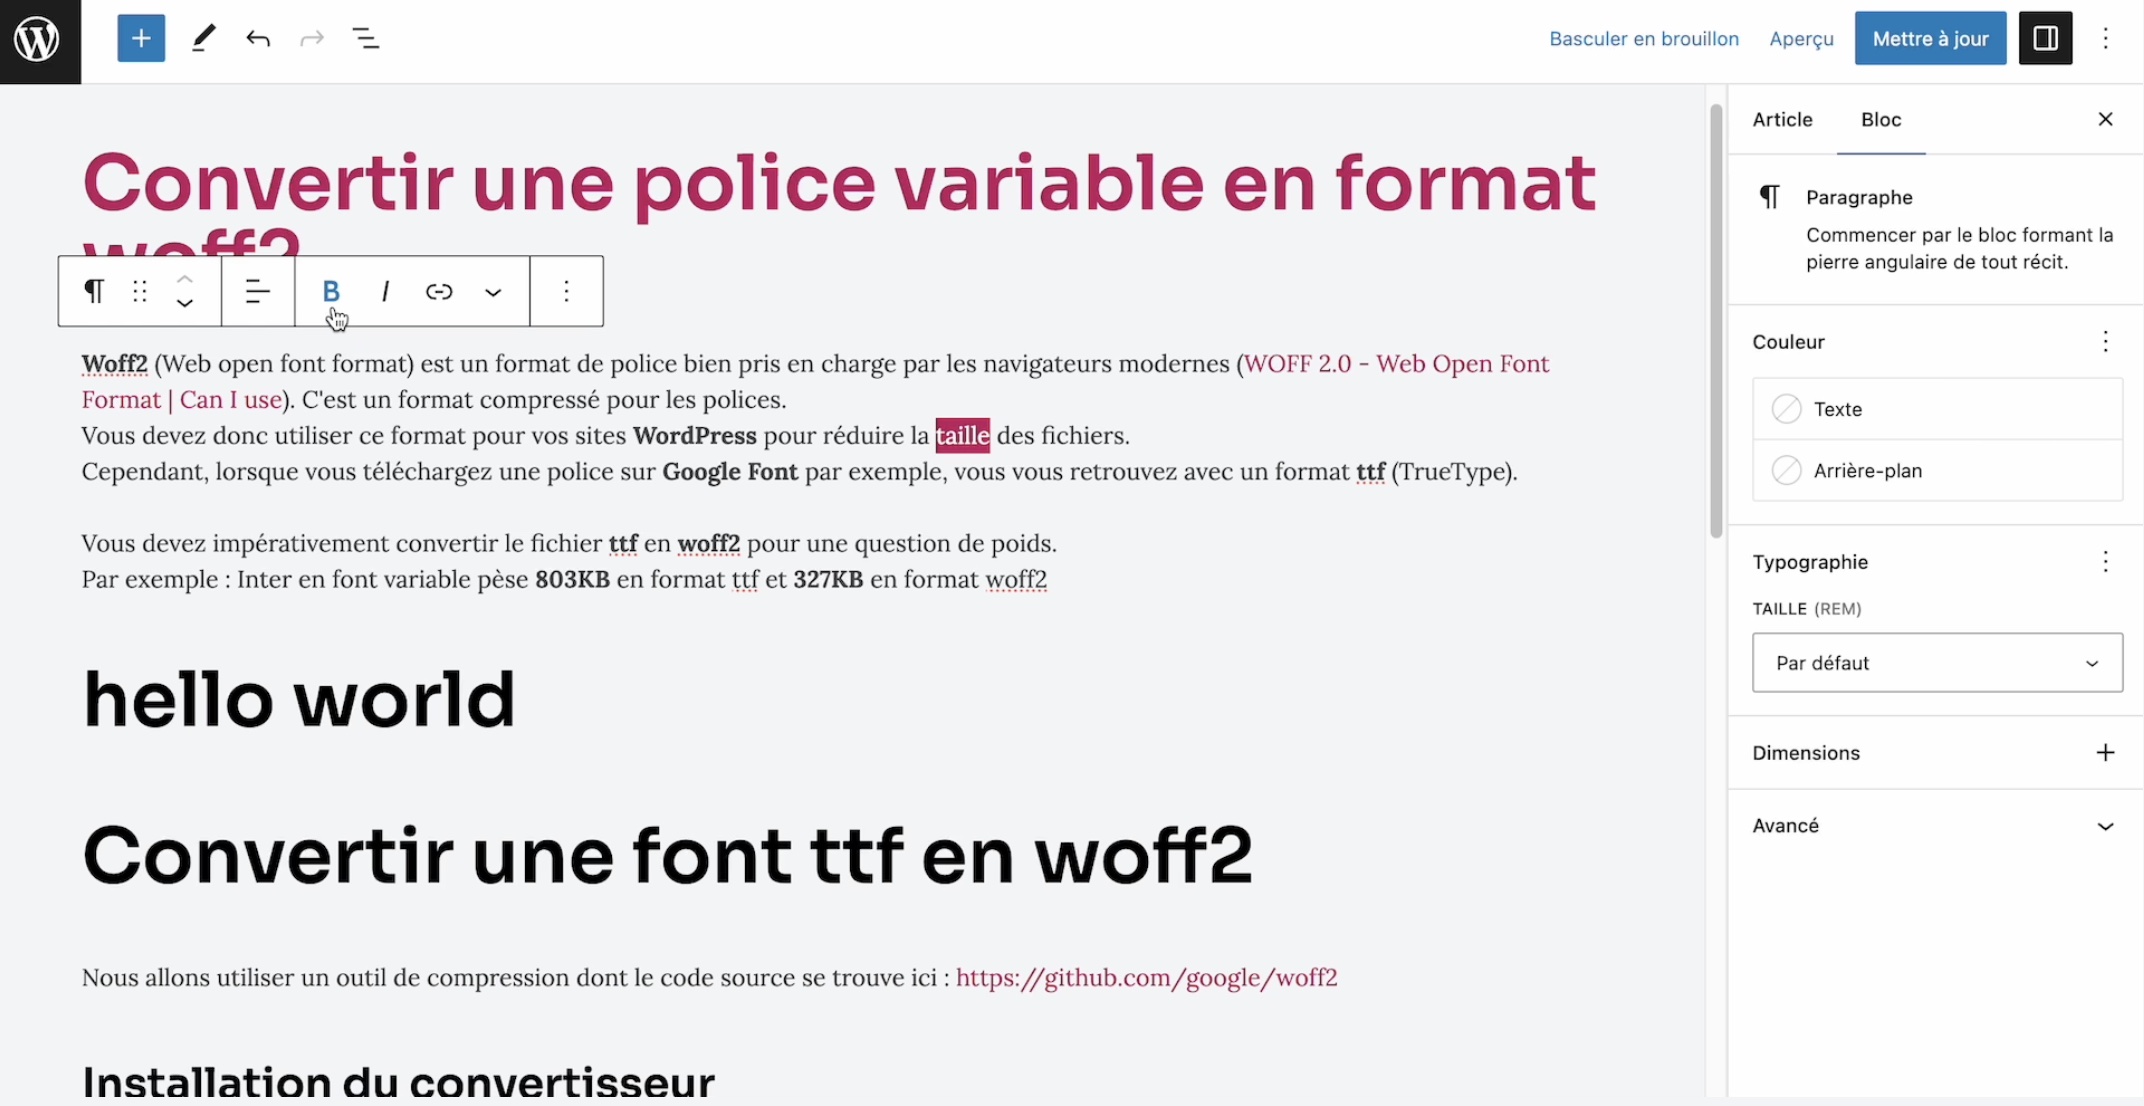 Basculer en brouillon
Aperçu
Mettre à jour
Convertir une police variable en format
woff2
B I
Woff2 (Web open font format) est un format de police bien pris en charge par les navigateurs modernes (WOFF 2.0 - Web Open Font
Format | Can I use). C'est un format compressé pour les polices.
Vous devez donc utiliser ce format pour vos sites WordPress pour réduire la taille des fichiers.
Cependant, lorsque vous téléchargez une police sur Google Font par exemple, vous vous retrouvez avec un format ttf (TrueType).
Vous devez impérativement convertir le fichier ttf en woff2 pour une question de poids.
Par exemple : Inter en font variable pèse 803KB en format ttf et 327KB en format woff2
hello world
Convertir une font ttf en woff2
Nous allons utiliser un outil de compression dont le code source se trouve ici : https://github.com/google/woff2
Installation du convertisseur
Article
Bloc
Paragraphe
Commencer par le bloc formant la
pierre angulaire de tout récit.
Couleur
Texte
Arrière-plan
Typographie
TAILLE (REM)
Par défaut
Dimensions
Avancé